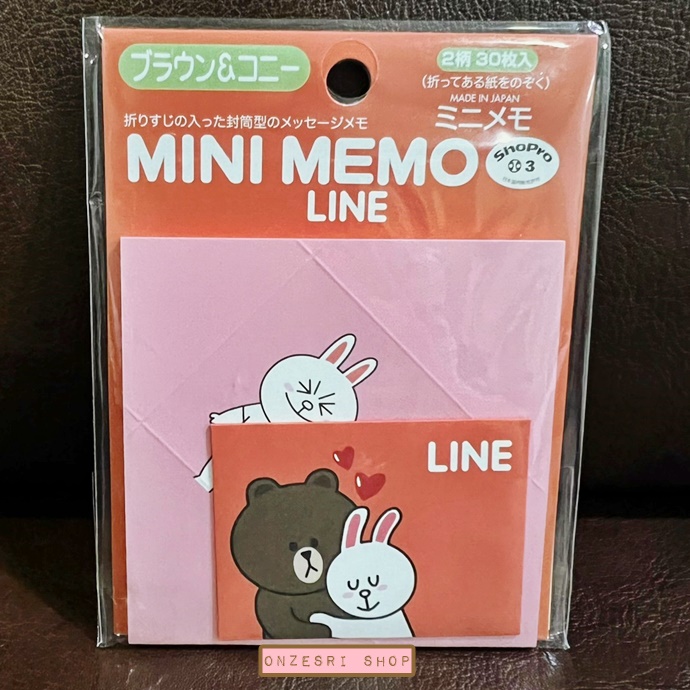 ブラウン&コニー
2柄 30枚入
(折ってある紙をのぞく)
MADE IN JAPAN
折りすじの入った封筒型のメッセージメモ
ミニメモ
MINI MEMO
ShoPro
3
LINE
LINE
ONZESRI SHOP